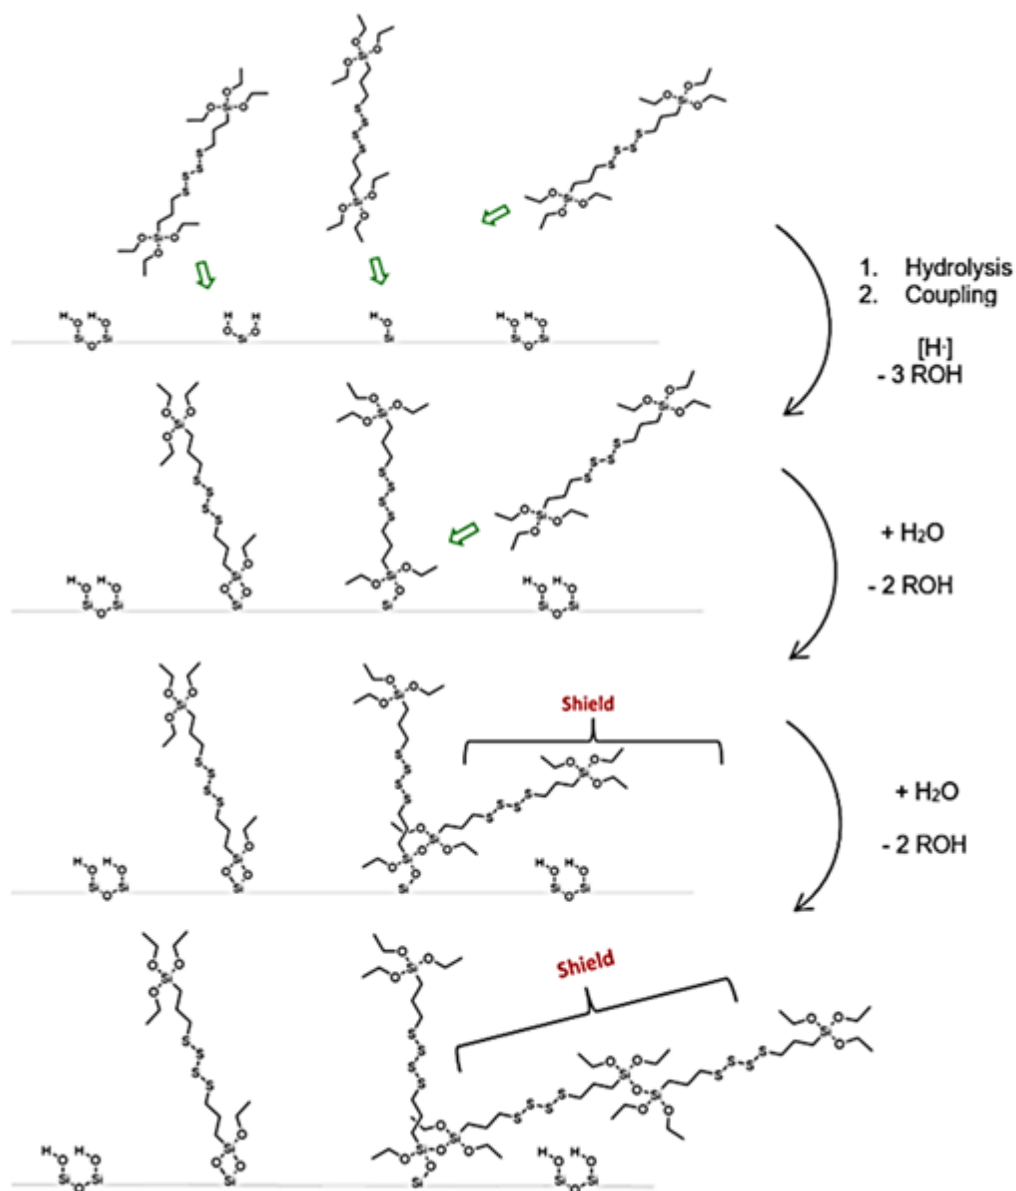 1. Hydrolysis
2. Coupling
[H·]
- 3 ROH
+ H₂O
- 2 ROH
Shield
+ H₂O
- 2 ROH
Shield